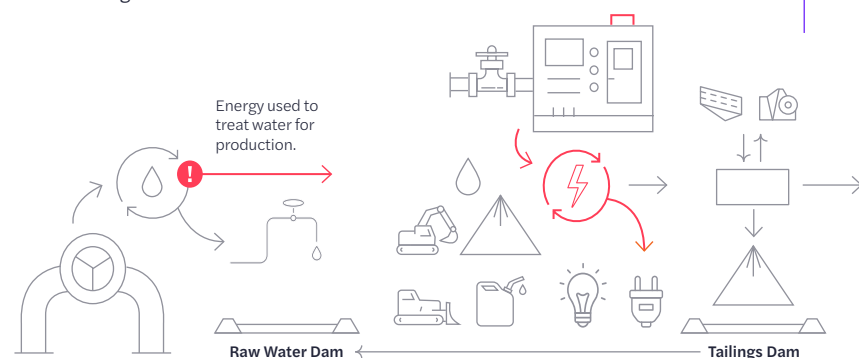 Energy used to
treat water for
production.
!
Raw Water Dam
Tailings Dam